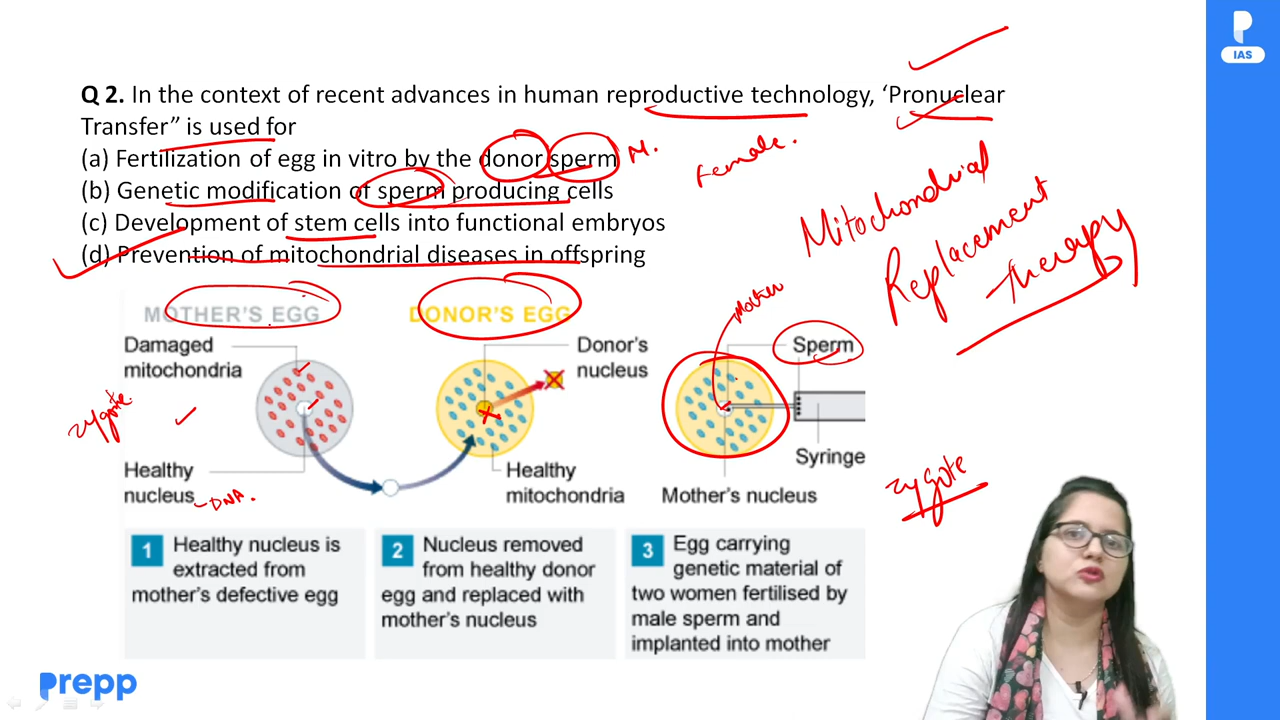 IAS
Q 2. In the context of recent advances in human reproductive technology, ‘Pronuclear
Transfer” is used for
(a) Fertilization of egg in vitro by the donor sperm M.
(b) Genetic modification of sperm producing cells
(c) Development of stem cells into functional embryos
(d) Prevention of mitochondrial diseases in offspring
Female.
Mitochondrial
Replacement
Therapy
MOTHER'S EGG
Damaged
mitochondria
zygote
Healthy
nucleus
DNA.
DONOR'S EGG
Donor's
nucleus
Healthy
mitochondria
Mother
Sperm
Syringe
Mother's nucleus
zygote
1 Healthy nucleus is
extracted from
mother's defective egg
2 Nucleus removed
from healthy donor
egg and replaced with
mother's nucleus
3 Egg carrying
genetic material of
two women fertilised by
male sperm and
implanted into mother
prepp